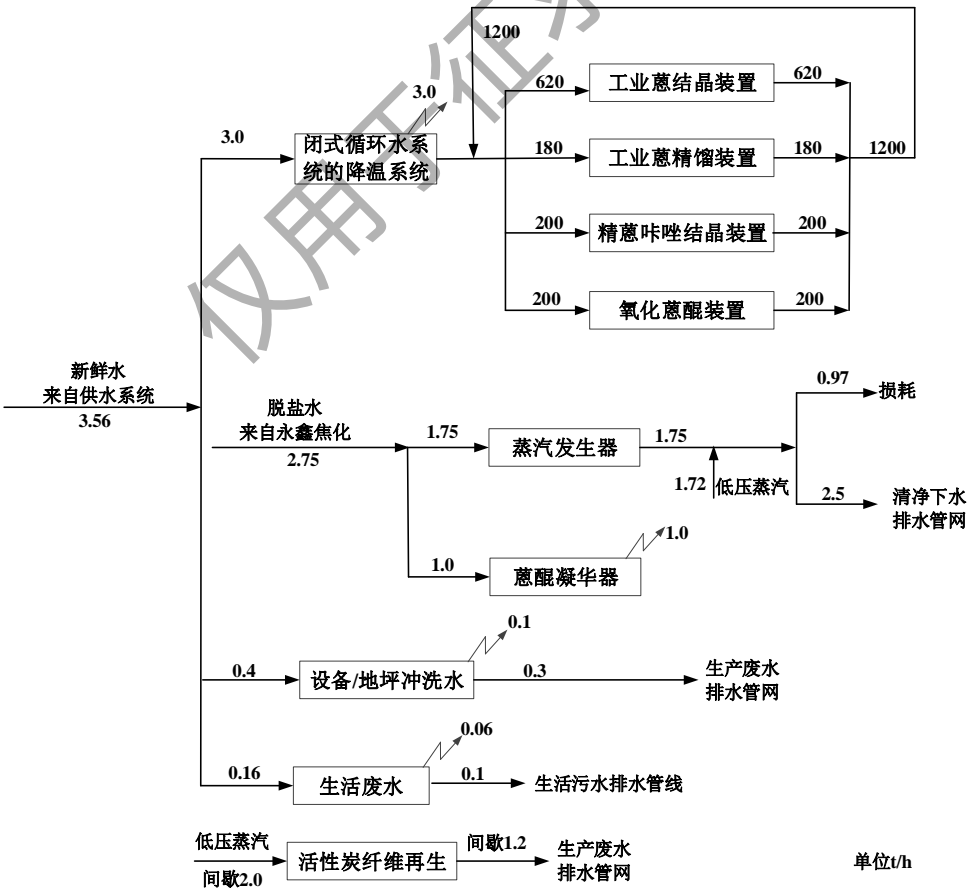 1200
620
工业蒽结晶装置
620
3.0
3.0
闭式循环水系
统的降温系统
180
工业蒽精馏装置
180
1200
200
精蒽咔唑结晶装置
200
200
氧化蒽醌装置
200
新鲜水
来自供水系统
3.56
脱盐水
来自永鑫焦化
2.75
1.75
蒸汽发生器
1.75
1.72
低压蒸汽
0.97
损耗
2.5
清净下水
排水管网
1.0
蒽醌凝华器
1.0
0.4
设备/地坪冲洗水
0.1
0.3
生产废水
排水管网
0.16
生活废水
0.06
0.1
生活污水排水管线
低压蒸汽
间歇2.0
活性炭纤维再生
间歇1.2
生产废水
排水管网
单位t/h
仅用于征求